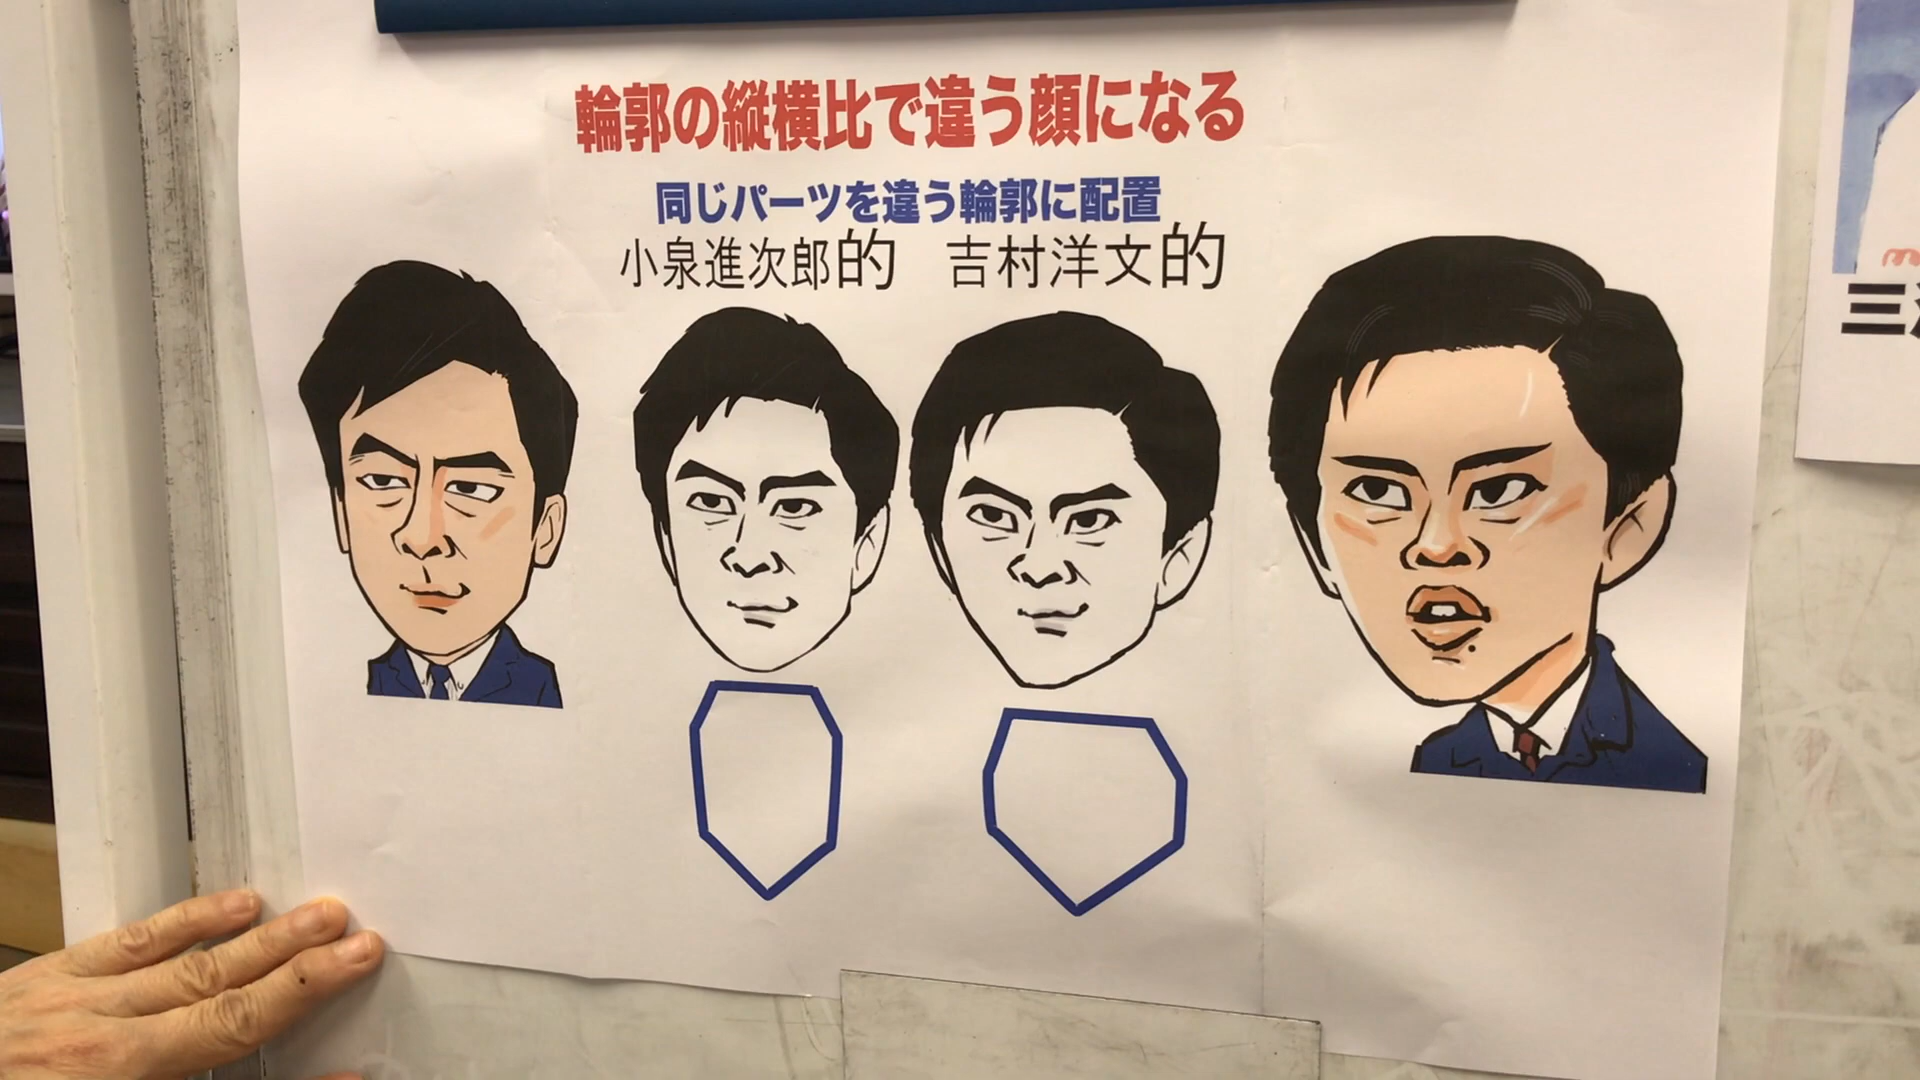 輪郭の縦横比で違う顔になる
同じパーツを違う輪郭に配置
小泉進次郎的 吉村洋文的
三